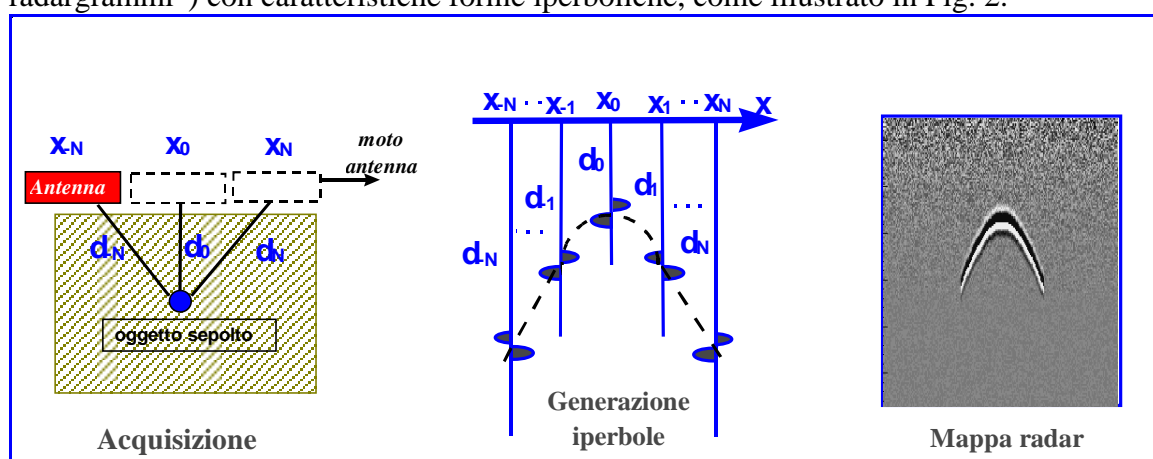 radargrammi") con caratteristiche forme iperboliche, come illustrato in Fig. 2.
X-N X0 XN
moto
antenna
Antenna
d-N d0 dN
oggetto sepolto
Acquisizione
X-N ·· X-1 X0 X1 ·· XN X
d0
d-1 d1
... ...
d-N dN
Generazione
iperbole
Mappa radar